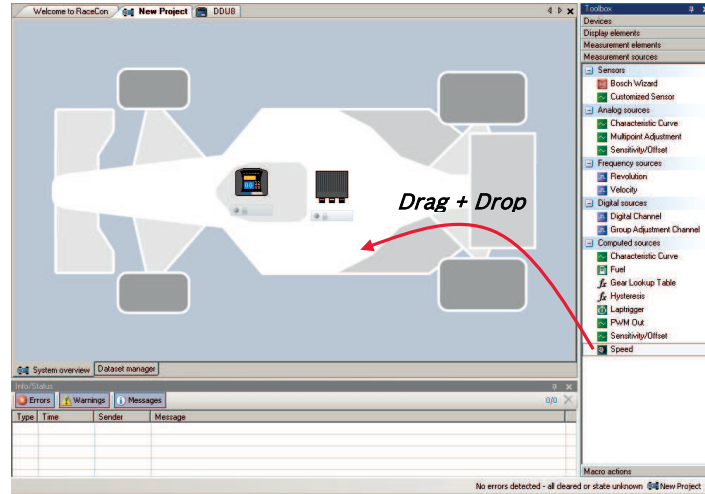 Welcome to RaceCon New Project DDU8
Drag + Drop
System overview Dataset manager
Info/Status
Errors Warnings Messages 0/0
Type Time Sender Message
Toolbox
Devices
Display elements
Measurement elements
Measurement sources
Sensors
Bosch Wizard
Customized Sensor
Analog sources
Characteristic Curve
Multipoint Adjustment
Sensitivity/Offset
Frequency sources
Revolution
Velocity
Digital sources
Digital Channel
Group Adjustment Channel
Computed sources
Characteristic Curve
Fuel
Gear Lookup Table
Hysteresis
Laptrigger
PWM Out
Sensitivity/Offset
Speed
Macro actions
No errors detected - all cleared or state unknown New Project